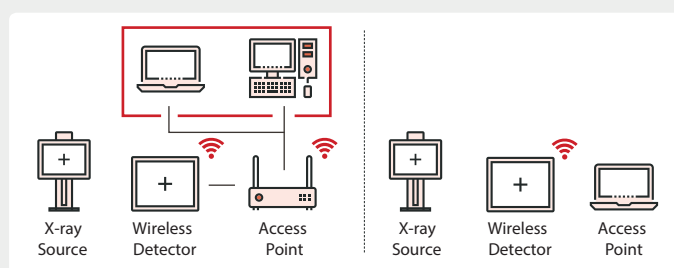 X-ray
Source
Wireless
Detector
Access
Point
X-ray
Source
Wireless
Detector
Access
Point